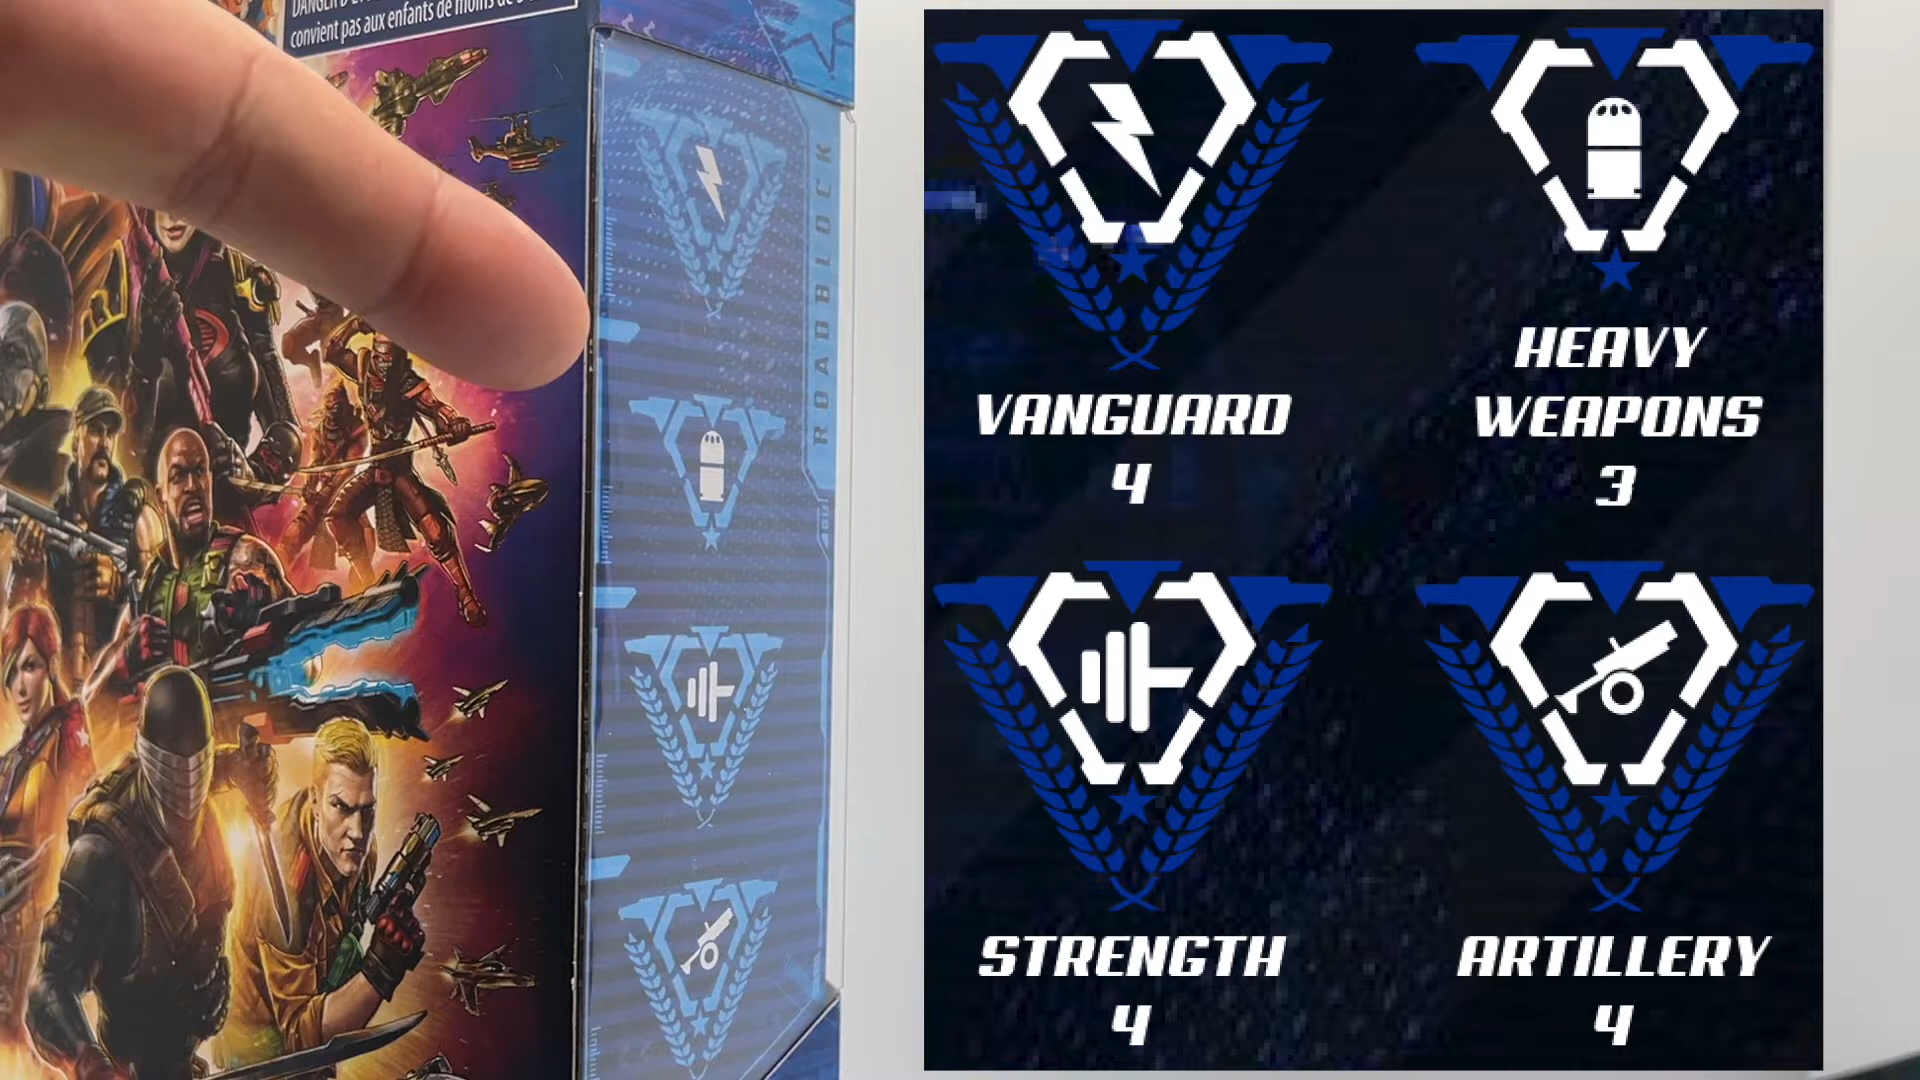 convient pas aux enfants de moins de
ROADBLOCK
VANGUARD
4
HEAVY
WEAPONS
3
STRENGTH
4
ARTILLERY
4